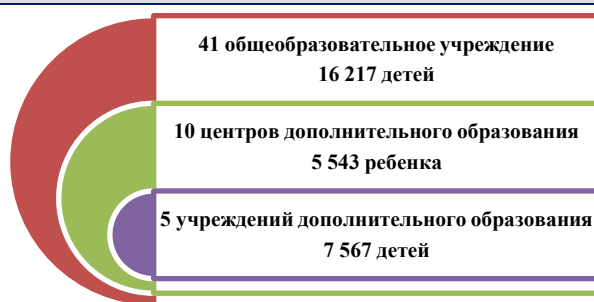 41 общеобразовательное учреждение
16 217 детей
10 центров дополнительного образования
5 543 ребенка
5 учреждений дополнительного образования
7 567 детей